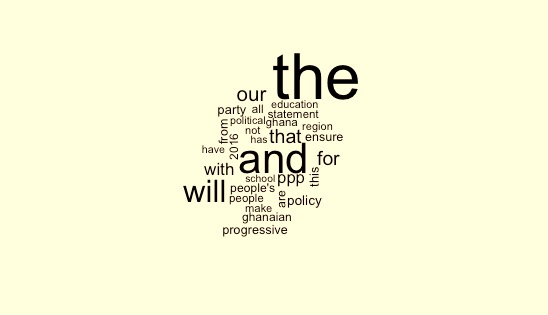 the
our
education
party all
statement
political ghana
region
from
not
has
that
ensure
2016
have
and
for
with
school
ppp
this
will
people's
people
are
policy
make
ghanaian
progressive